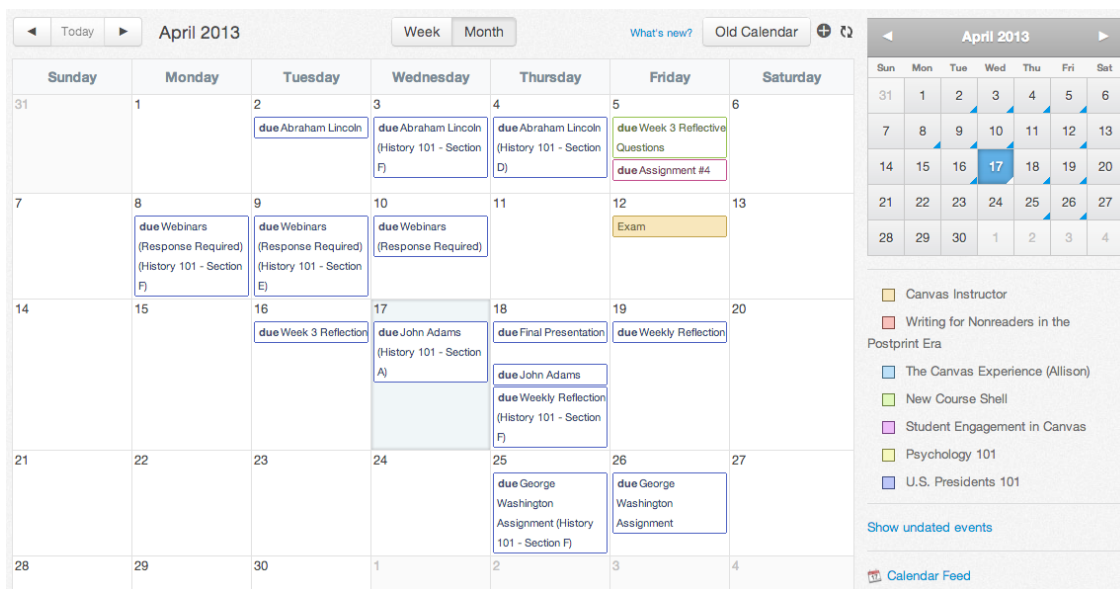 ◄ Today ► April 2013 Week Month What's new? Old Calendar
Sunday Monday Tuesday Wednesday Thursday Friday Saturday
31 1 2 3 4 5 6
due Abraham Lincoln
due Abraham Lincoln
(History 101 - Section
F)
due Abraham Lincoln
(History 101 - Section
D)
due Week 3 Reflective
Questions
due Assignment #4
7 8 9 10 11 12 13
due Webinars
(Response Required)
(History 101 - Section
F)
due Webinars
(Response Required)
(History 101 - Section
E)
due Webinars
(Response Required)
Exam
14 15 16 17 18 19 20
due Week 3 Reflection
due John Adams
(History 101 - Section
A)
due Final Presentation
due John Adams
due Weekly Reflection
(History 101 - Section
F)
due Weekly Reflection
21 22 23 24 25 26 27
due George
Washington
Assignment (History
101 - Section F)
due George
Washington
Assignment
28 29 30 1 2 3 4
◄ April 2013 ►
Sun Mon Tue Wed Thu Fri Sat
31 1 2 3 4 5 6
7 8 9 10 11 12 13
14 15 16 17 18 19 20
21 22 23 24 25 26 27
28 29 30 1 2 3 4
Canvas Instructor
Writing for Nonreaders in the
Postprint Era
The Canvas Experience (Allison)
New Course Shell
Student Engagement in Canvas
Psychology 101
U.S. Presidents 101
Show undated events
Calendar Feed